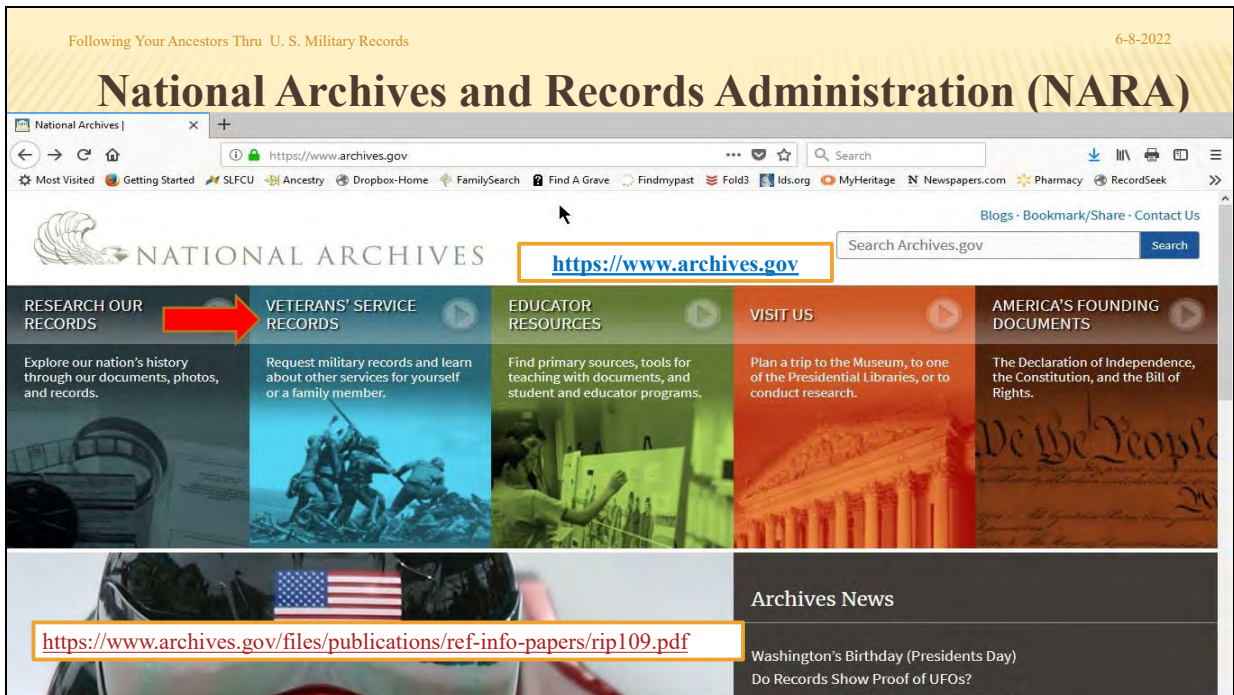 Following Your Ancestors Thru U. S. Military Records
6-8-2022
National Archives and Records Administration (NARA)
National Archives |
https://www.archives.gov
Search
Most Visited Getting Started SLFCU Ancestry Dropbox-Home FamilySearch Find A Grave Findmypast Fold3 lds.org MyHeritage Newspapers.com Pharmacy RecordSeek
Blogs · Bookmark/Share · Contact Us
NATIONAL ARCHIVES
https://www.archives.gov
Search Archives.gov
Search
RESEARCH OUR
RECORDS
Explore our nation's history
through our documents, photos,
and records.
VETERANS' SERVICE
RECORDS
Request military records and learn
about other services for yourself
or a family member.
EDUCATOR
RESOURCES
Find primary sources, tools for
teaching with documents, and
student and educator programs.
VISIT US
Plan a trip to the Museum, to one
of the Presidential Libraries, or to
conduct research.
AMERICA'S FOUNDING
DOCUMENTS
The Declaration of Independence,
the Constitution, and the Bill of
Rights.
We the People
https://www.archives.gov/files/publications/ref-info-papers/rip109.pdf
Archives News
Washington's Birthday (Presidents Day)
Do Records Show Proof of UFOs?